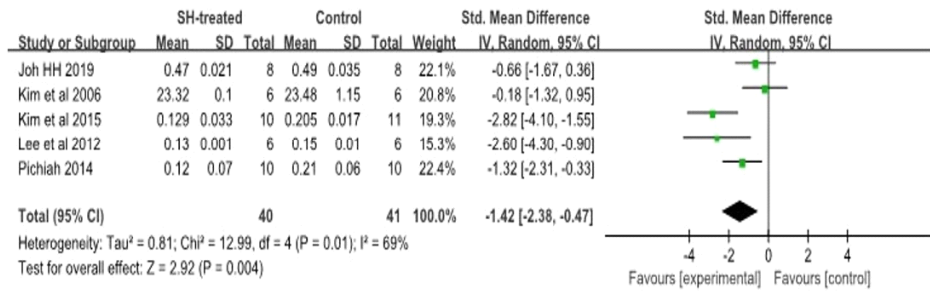 SH-treated Control Std. Mean Difference Std. Mean Difference
Study or Subgroup Mean SD Total Mean SD Total Weight IV, Random, 95% CI IV, Random, 95% CI
Joh HH 2019 0.47 0.021 8 0.49 0.035 8 22.1% -0.66 [-1.67, 0.36]
Kim et al 2006 23.32 0.1 6 23.48 1.15 6 20.8% -0.18 [-1.32, 0.95]
Kim et al 2015 0.129 0.033 10 0.205 0.017 11 19.3% -2.82 [-4.10, -1.55]
Lee et al 2012 0.13 0.001 6 0.15 0.01 6 15.3% -2.60 [-4.30, -0.90]
Pichiah 2014 0.12 0.07 10 0.21 0.06 10 22.4% -1.32 [-2.31, -0.33]
Total (95% CI) 40 41 100.0% -1.42 [-2.38, -0.47]
Heterogeneity: Tau² = 0.81; Chi² = 12.99, df = 4 (P = 0.01); I² = 69%
Test for overall effect: Z = 2.92 (P = 0.004)
-4 -2 0 2 4
Favours [experimental] Favours [control]